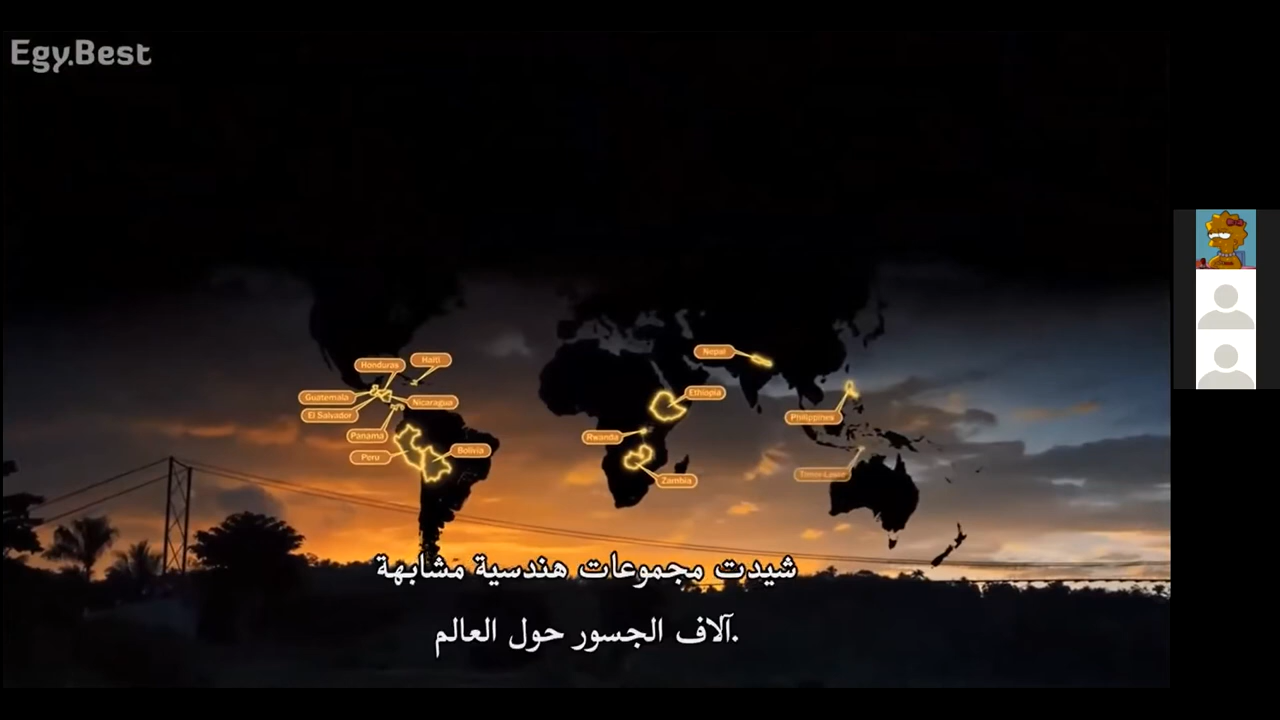 Egy.Best
Haiti
Honduras
Guatemala
Nicaragua
El Salvador
Panama
Peru
Bolivia
Nepal
Ethiopia
Philippines
Rwanda
Zambia
Timor-Leste
شيدت مجموعات هندسية مشابهة
آلاف الجسور حول العالم.